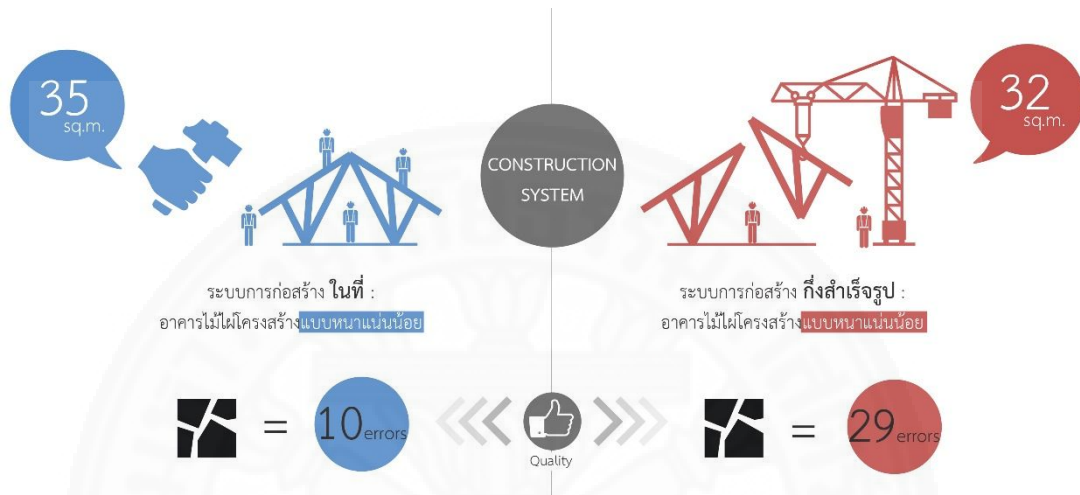 35
sq.m.
CONSTRUCTION
SYSTEM
32
sq.m.
ระบบการก่อสร้าง ในที่ :
อาคารไม้ไผ่โครงสร้างแบบหนาแน่นน้อย
ระบบการก่อสร้าง กึ่งสำเร็จรูป :
อาคารไม้ไผ่โครงสร้างแบบหนาแน่นน้อย
= 10 errors
Quality
= 29 errors